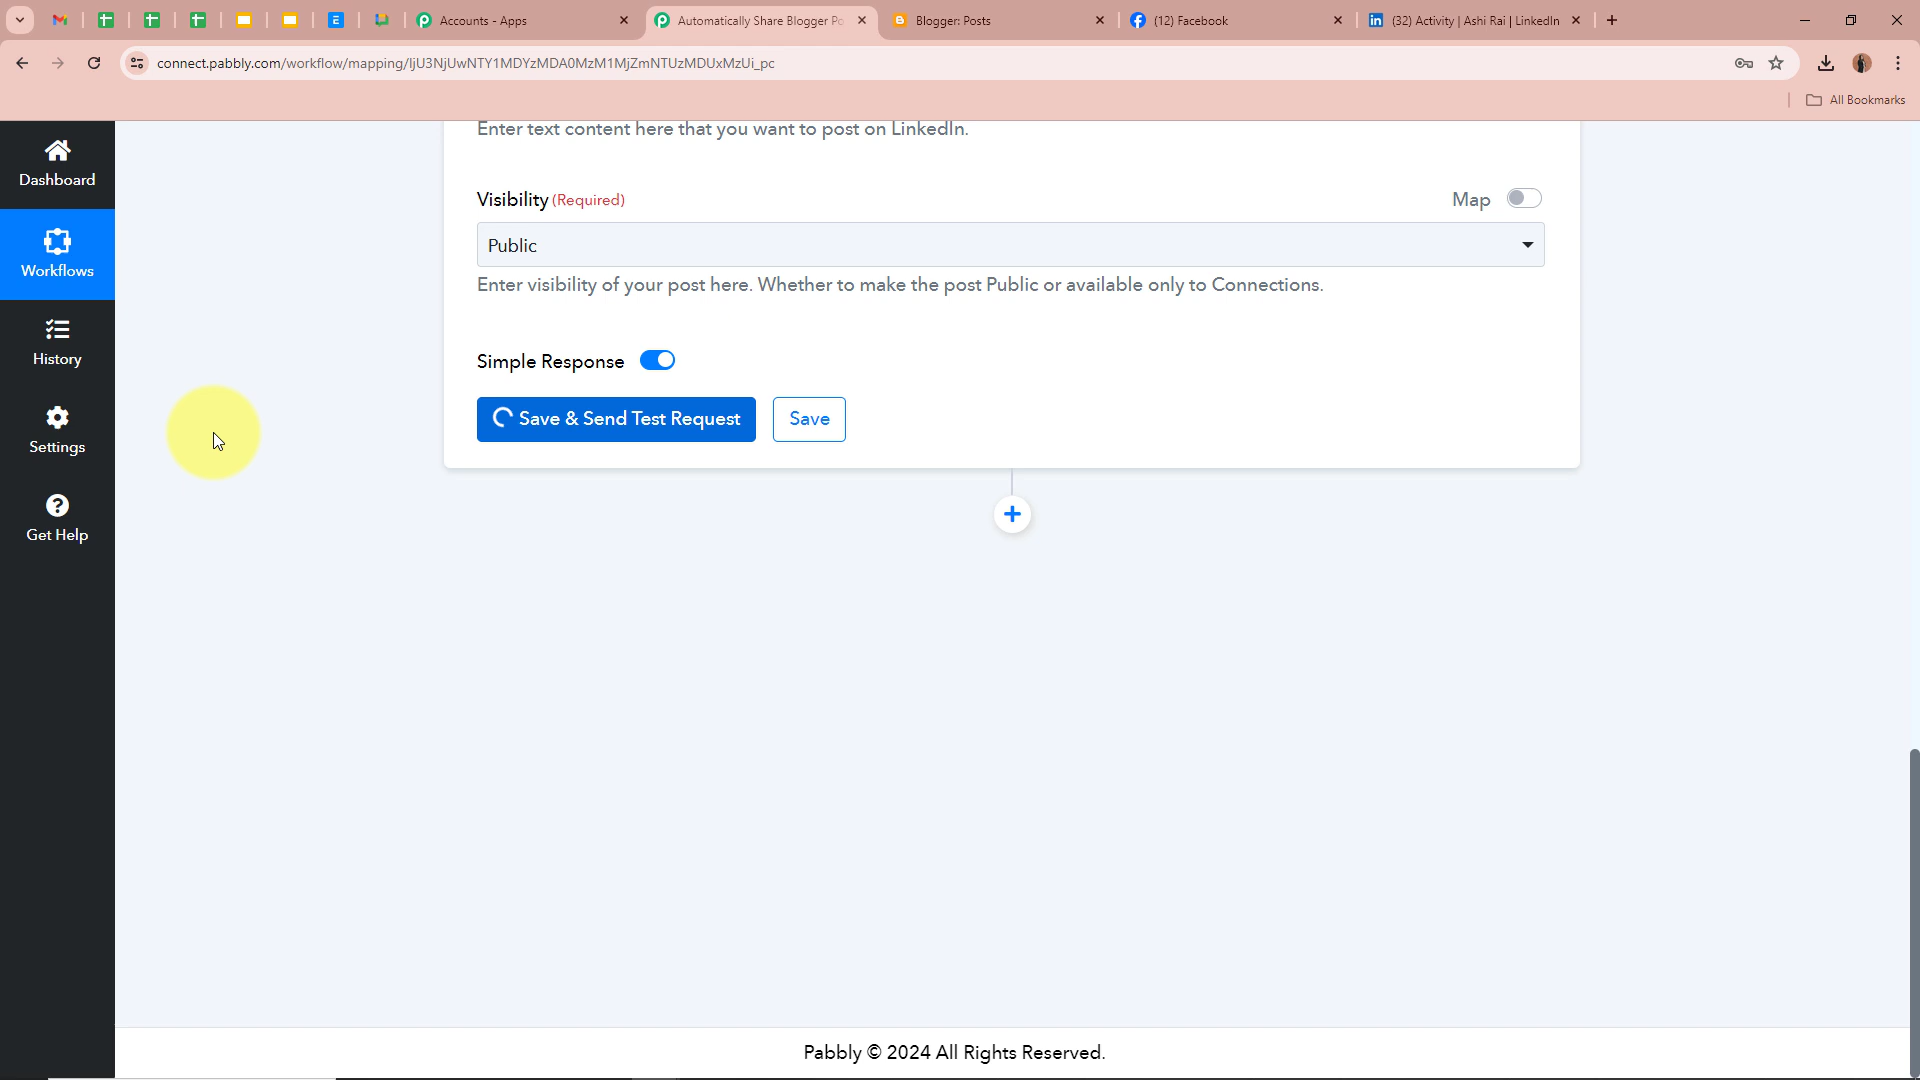 Accounts - Apps
Automatically Share Blogger Po
Blogger: Posts
(12) Facebook
(32) Activity | Ashi Rai | LinkedIn
connect.pabbly.com/workflow/mapping/IjU3NjUwNTY1MDYzMDA0MzM1MjZmNTUzMDUxMzUi_pc
All Bookmarks
Dashboard
Workflows
History
Settings
Get Help
Enter text content here that you want to post on LinkedIn.
Visibility (Required)
Map
Public
Enter visibility of your post here. Whether to make the post Public or available only to Connections.
Simple Response
Save & Send Test Request
Save
Pabbly © 2024 All Rights Reserved.